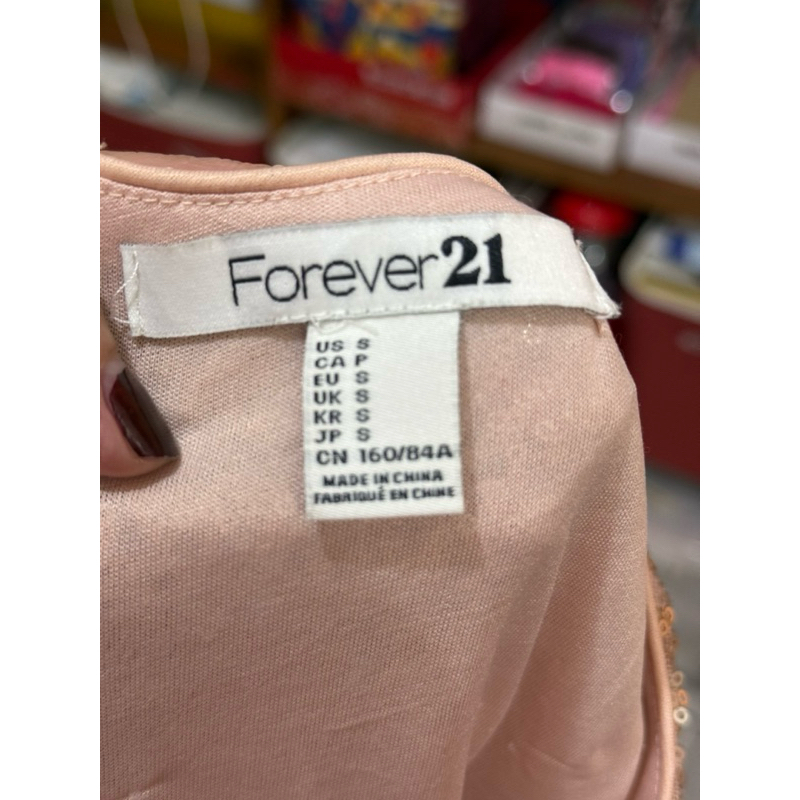 Forever21
US S
CA P
EU S
UK S
KR S
JP S
CN 160/84A
MADE IN CHINA
FABRIQUÉ EN CHINE